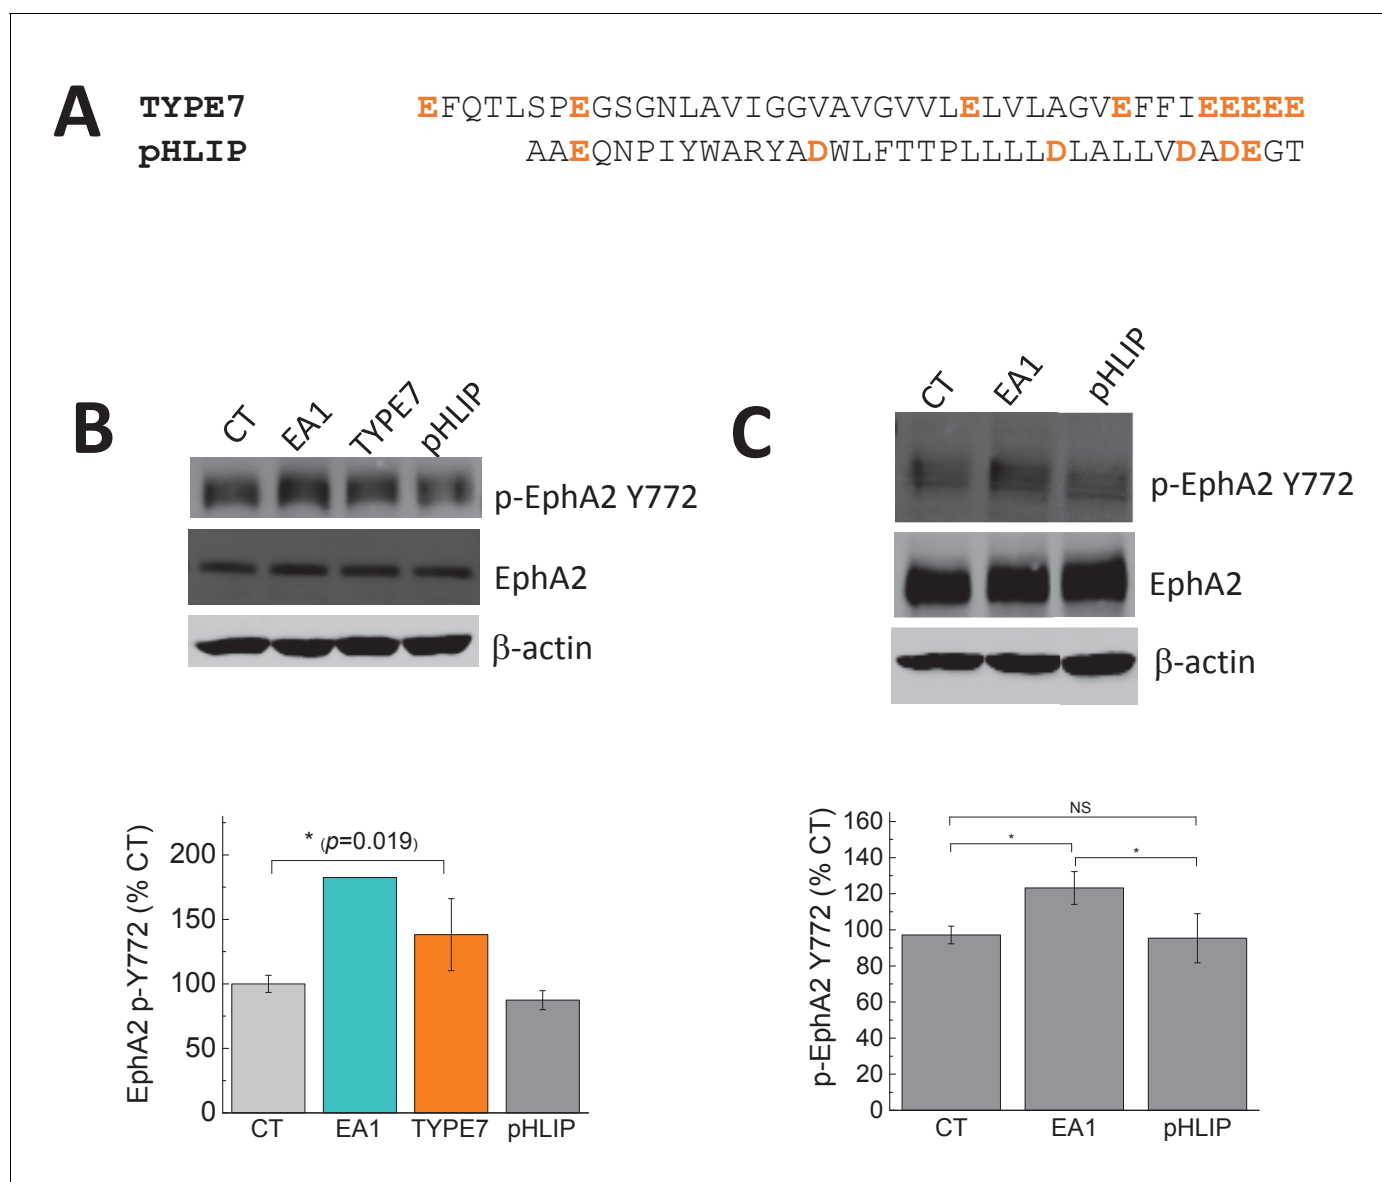 A
TYPE7 EFQTLSPEGSGNLAVIGGVAVGVVLELVLAGVEFFIEEEEE
pHLIP AAEQNPIYWARYADWLFTTPLLLLDLALLVDADEGT
B
CT EA1 TYPE7 pHLIP
p-EphA2 Y772
EphA2
β-actin
EphA2 p-Y772 (% CT)
* (p=0.019)
200
150
100
50
0
CT EA1 TYPE7 pHLIP
C
CT EA1 pHLIP
p-EphA2 Y772
EphA2
β-actin
p-EphA2 Y772 (% CT)
NS
* *
160
140
120
100
80
60
40
20
0
CT EA1 pHLIP